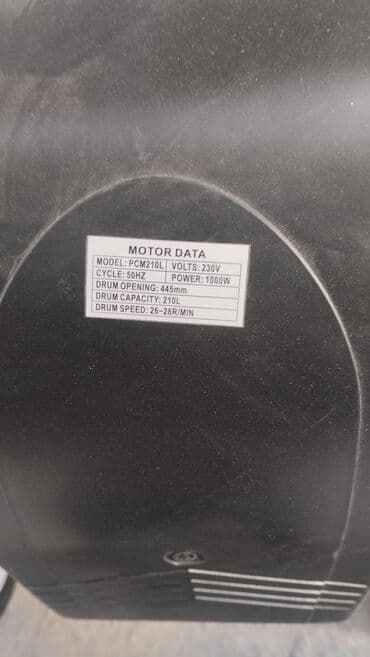 MOTOR DATA
MODEL: PCM210L VOLTS: 230V
CYCLE: 50HZ POWER: 1000W
DRUM OPENING: 445mm
DRUM CAPACITY: 210L
DRUM SPEED: 26~28R/MIN